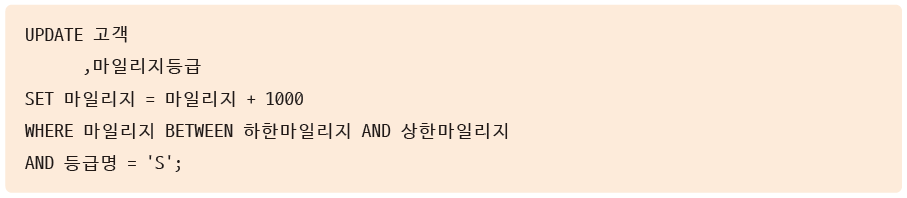 UPDATE 고객
,마일리지등급
SET 마일리지 = 마일리지 + 1000
WHERE 마일리지 BETWEEN 하한마일리지 AND 상한마일리지
AND 등급명 = 'S';